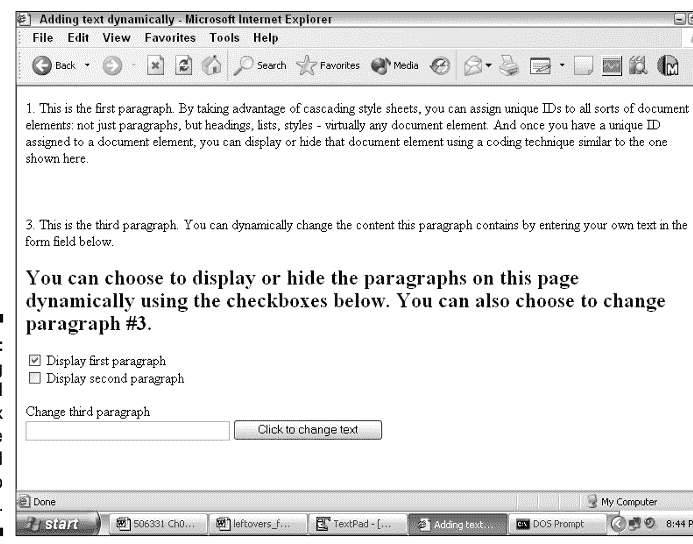 Adding text dynamically - Microsoft Internet Explorer
File Edit View Favorites Tools Help
Back Search Favorites Media
1. This is the first paragraph. By taking advantage of cascading style sheets, you can assign unique IDs to all sorts of document
elements: not just paragraphs, but headings, lists, styles - virtually any document element. And once you have a unique ID
assigned to a document element, you can display or hide that document element using a coding technique similar to the one
shown here.
3. This is the third paragraph. You can dynamically change the content this paragraph contains by entering your own text in the
form field below.
You can choose to display or hide the paragraphs on this page
dynamically using the checkboxes below. You can also choose to change
paragraph #3.
Display first paragraph
Display second paragraph
Change third paragraph
Click to change text
Done My Computer
start 506331 Ch0... leftovers_f... TextPad - [... Adding text... DOS Prompt 8:44 P